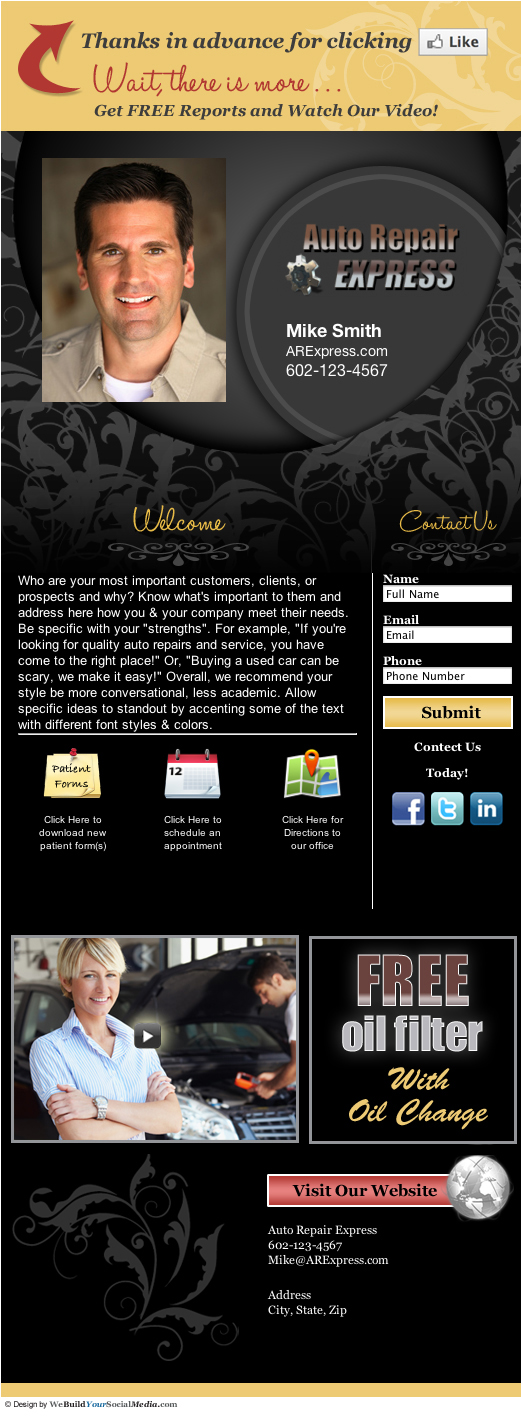 Thanks in advance for clicking Like
Wait, there is more . . .
Get FREE Reports and Watch Our Video!
Auto Repair
EXPRESS
Mike Smith
ARExpress.com
602-123-4567
Welcome
Who are your most important customers, clients, or
prospects and why? Know what's important to them and
address here how you & your company meet their needs.
Be specific with your "strengths". For example, "If you're
looking for quality auto repairs and service, you have
come to the right place!" Or, "Buying a used car can be
scary, we make it easy!" Overall, we recommend your
style be more conversational, less academic. Allow
specific ideas to standout by accenting some of the text
with different font styles & colors.
Patient
Forms
Click Here to
download new
patient form(s)
12
Click Here to
schedule an
appointment
Click Here for
Directions to
our office
Contact Us
Name
Full Name
Email
Email
Phone
Phone Number
Submit
Contect Us
Today!
f
t
in
FREE
oil filter
With
Oil Change
Visit Our Website
Auto Repair Express
602-123-4567
Mike@ARExpress.com
Address
City, State, Zip
© Design by WeBuildYourSocialMedia.com